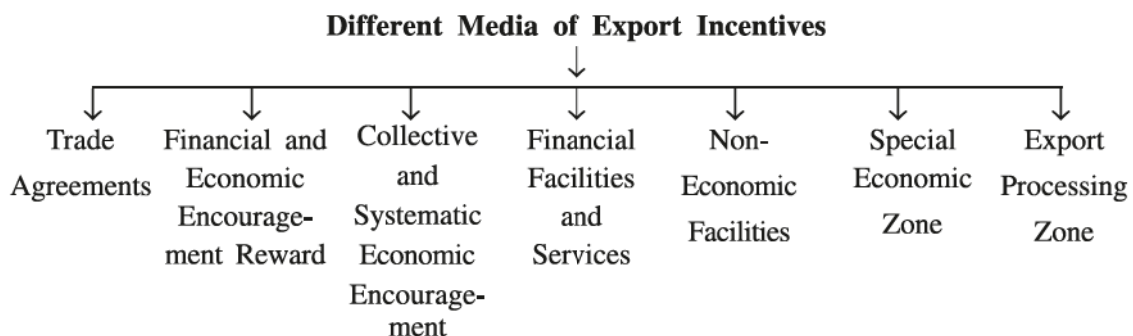 Different Media of Export Incentives
Trade
Agreements
Financial and
Economic
Encourage-
ment Reward
Collective
and
Systematic
Economic
Encourage-
ment
Financial
Facilities
and
Services
Non-
Economic
Facilities
Special
Economic
Zone
Export
Processing
Zone